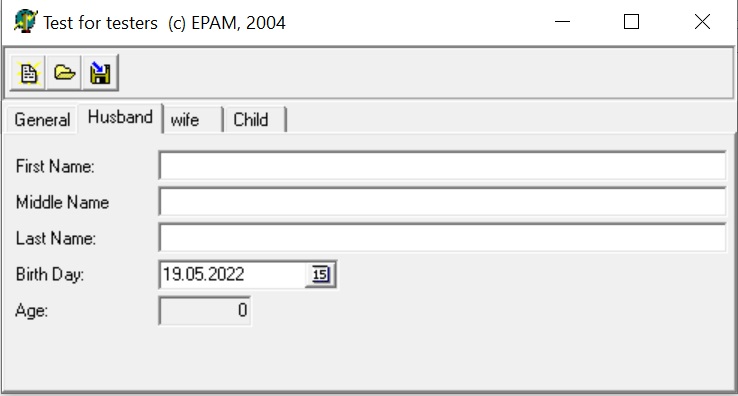 Test for testers (c) EPAM, 2004
General Husband wife Child
First Name:
Middle Name
Last Name:
Birth Day: 19.05.2022 15
Age: 0